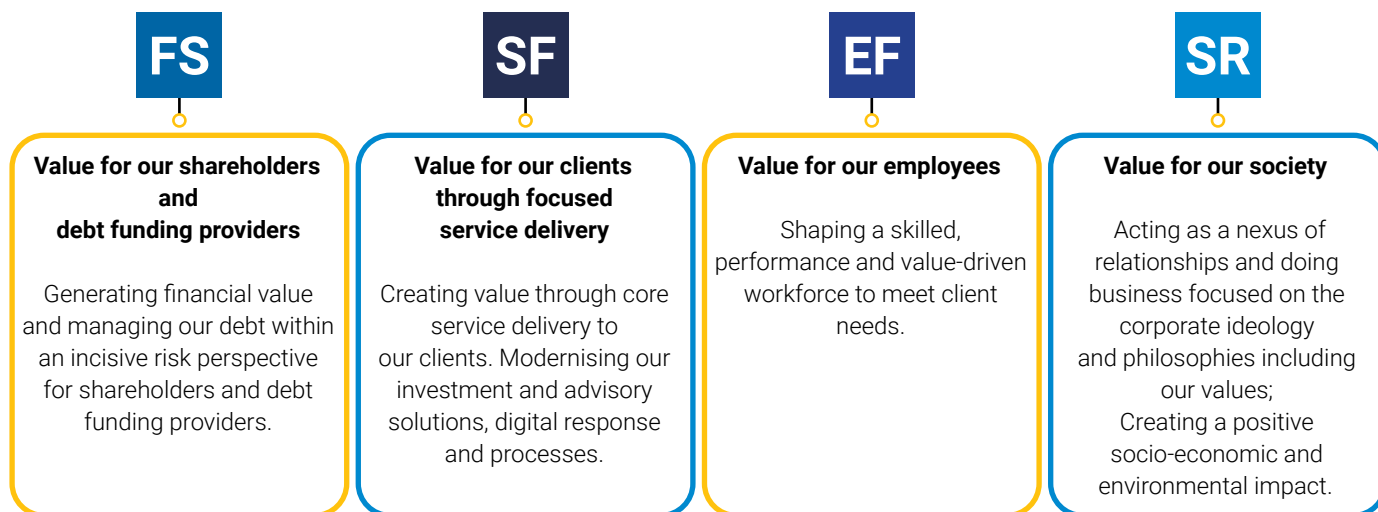 FS
Value for our shareholders
and
debt funding providers
Generating financial value
and managing our debt within
an incisive risk perspective
for shareholders and debt
funding providers.
SF
Value for our clients
through focused
service delivery
Creating value through core
service delivery to
our clients. Modernising our
investment and advisory
solutions, digital response
and processes.
EF
Value for our employees
Shaping a skilled,
performance and value-driven
workforce to meet client
needs.
SR
Value for our society
Acting as a nexus of
relationships and doing
business focused on the
corporate ideology
and philosophies including
our values;
Creating a positive
socio-economic and
environmental impact.